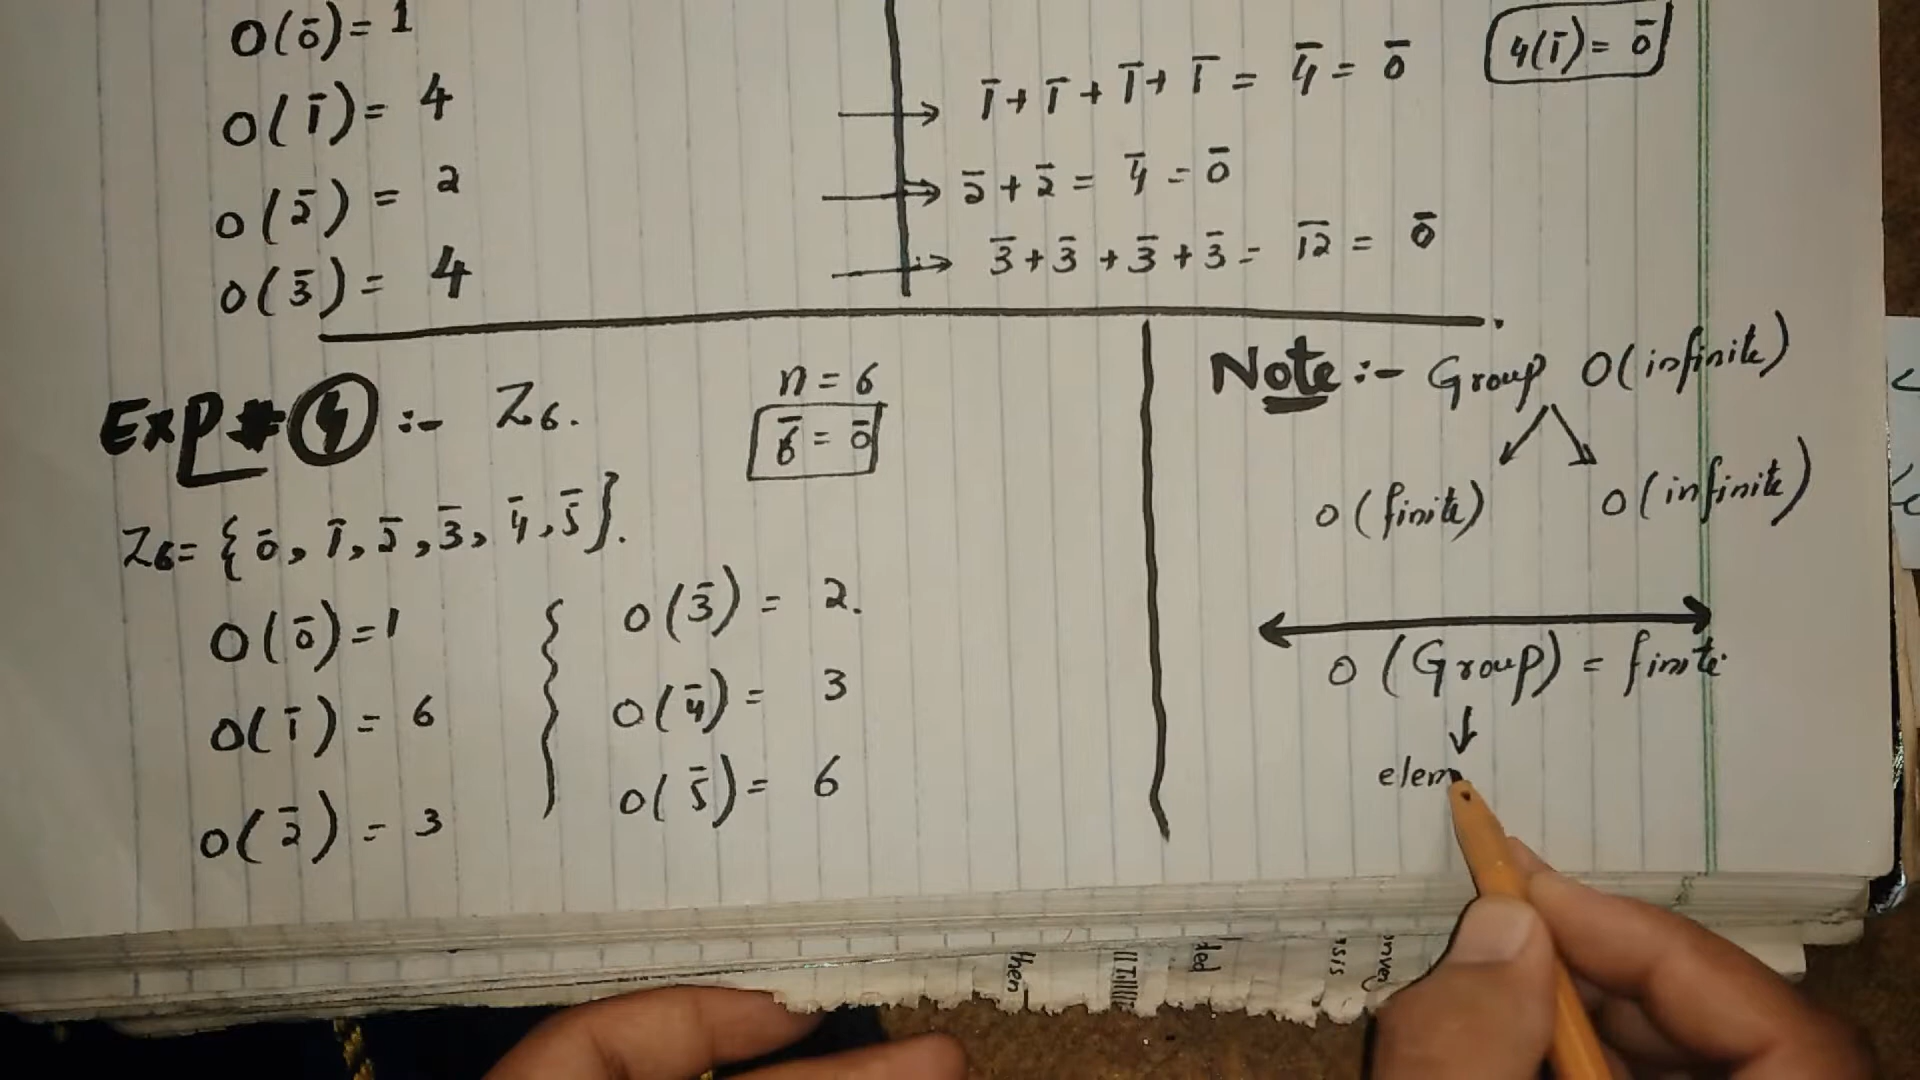 O(0̄) = 1
O(1̄) = 4
O(2̄) = 2
O(3̄) = 4
1̄ + 1̄ + 1̄ + 1̄ = 4̄ = 0̄
4(1̄) = 0̄
2̄ + 2̄ = 4̄ = 0̄
3̄ + 3̄ + 3̄ + 3̄ = 1̄2̄ = 0̄
Exp # 4 :- Z₆.
n = 6
6̄ = 0̄
Z₆ = {0̄, 1̄, 2̄, 3̄, 4̄, 5̄}.
O(0̄) = 1
O(1̄) = 6
O(2̄) = 3
O(3̄) = 2.
O(4̄) = 3
O(5̄) = 6
Note :- Group O(infinite)
O(finite) O(infinite)
O(Group) = finite.
elem
then
ted